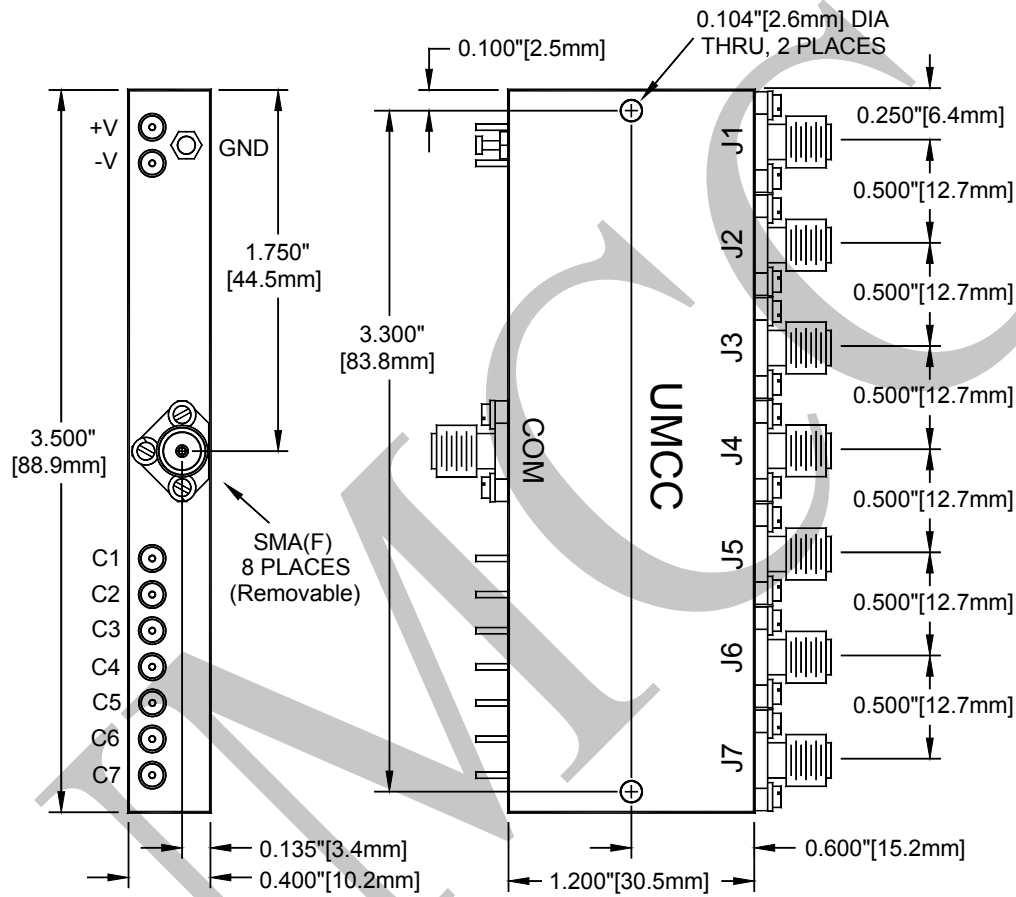 0.104"[2.6mm] DIA
THRU, 2 PLACES
0.100"[2.5mm]
0.250"[6.4mm]
+V
-V
GND
J1
0.500"[12.7mm]
1.750"
[44.5mm]
J2
0.500"[12.7mm]
3.300"
[83.8mm]
J3
0.500"[12.7mm]
3.500"
[88.9mm]
COM
UMCC
J4
0.500"[12.7mm]
SMA(F)
8 PLACES
(Removable)
J5
0.500"[12.7mm]
C1
C2
C3
C4
C5
C6
C7
J6
0.500"[12.7mm]
J7
0.135"[3.4mm]
0.400"[10.2mm]
1.200"[30.5mm]
0.600"[15.2mm]
UMCC